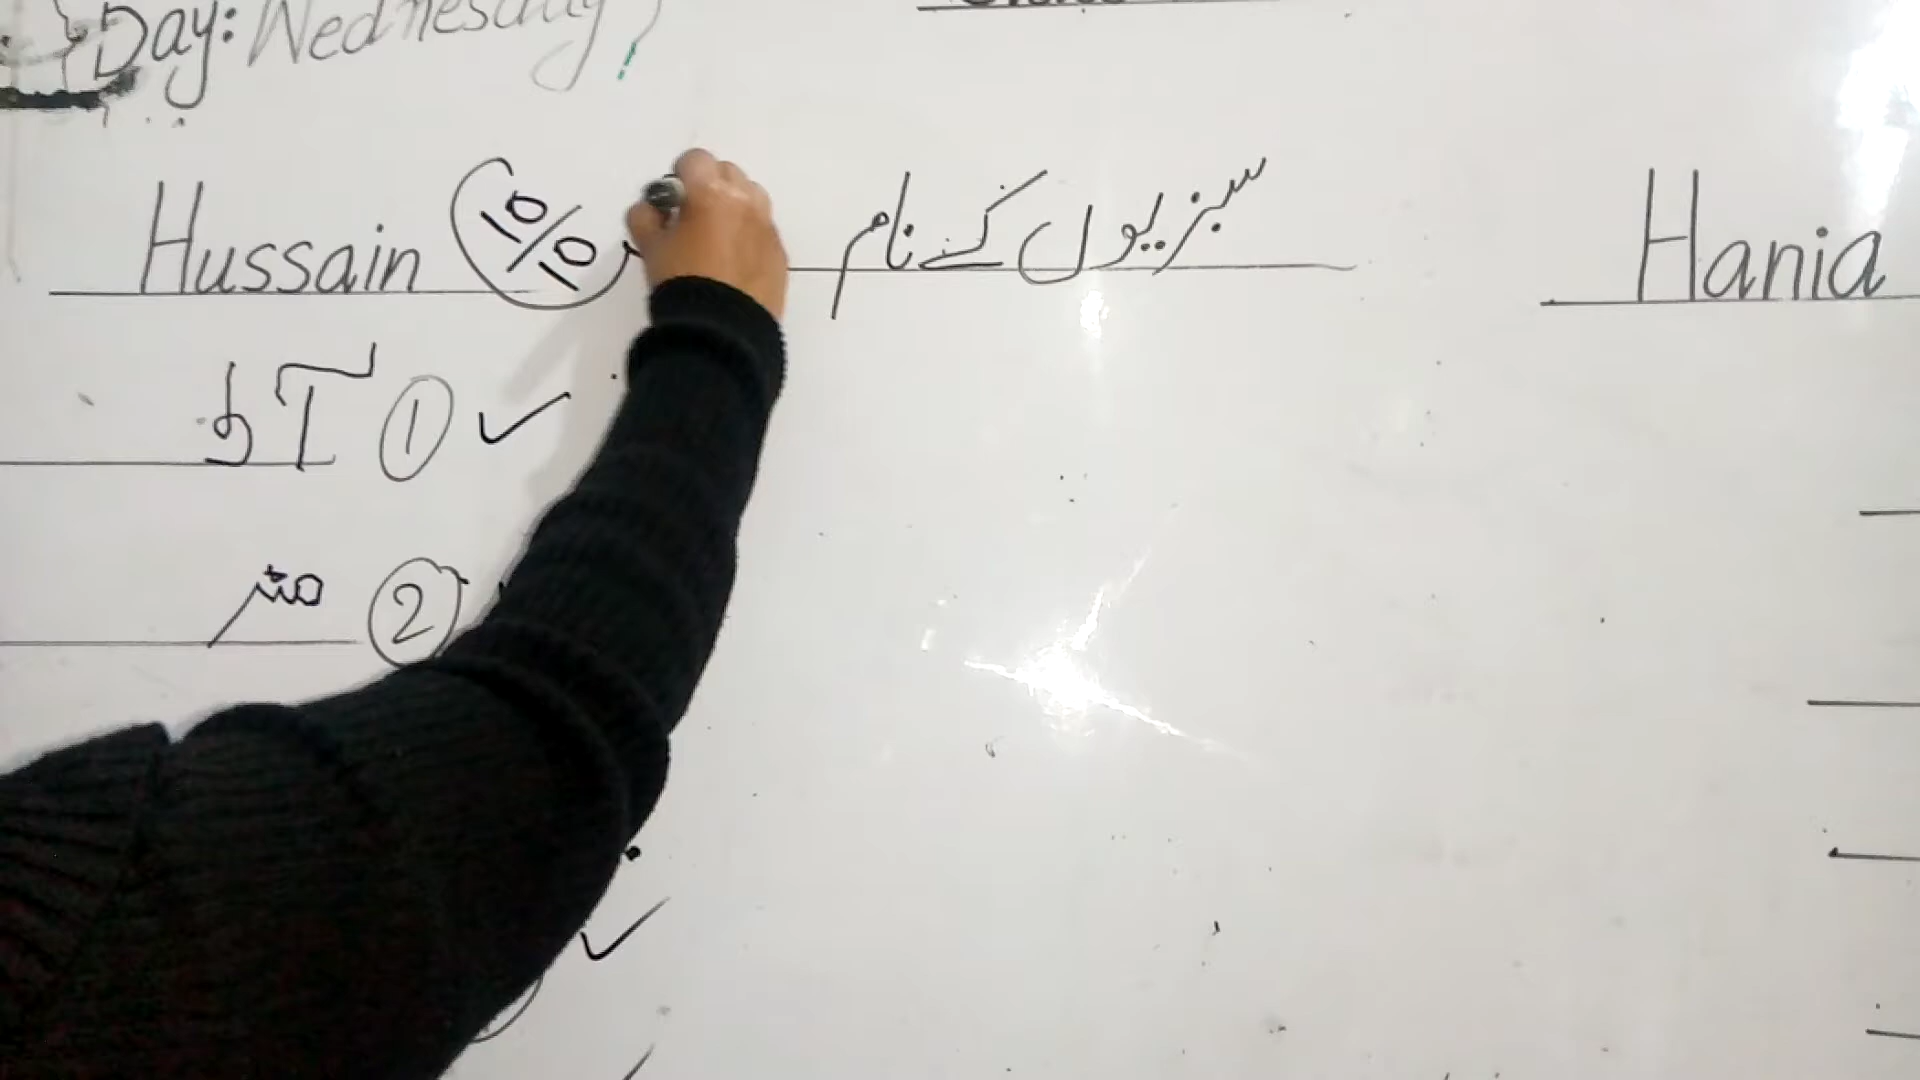 Day: Wednesday
Hussain 10/10 سبزیوں کے نام Hania
① آلو
② مٹر